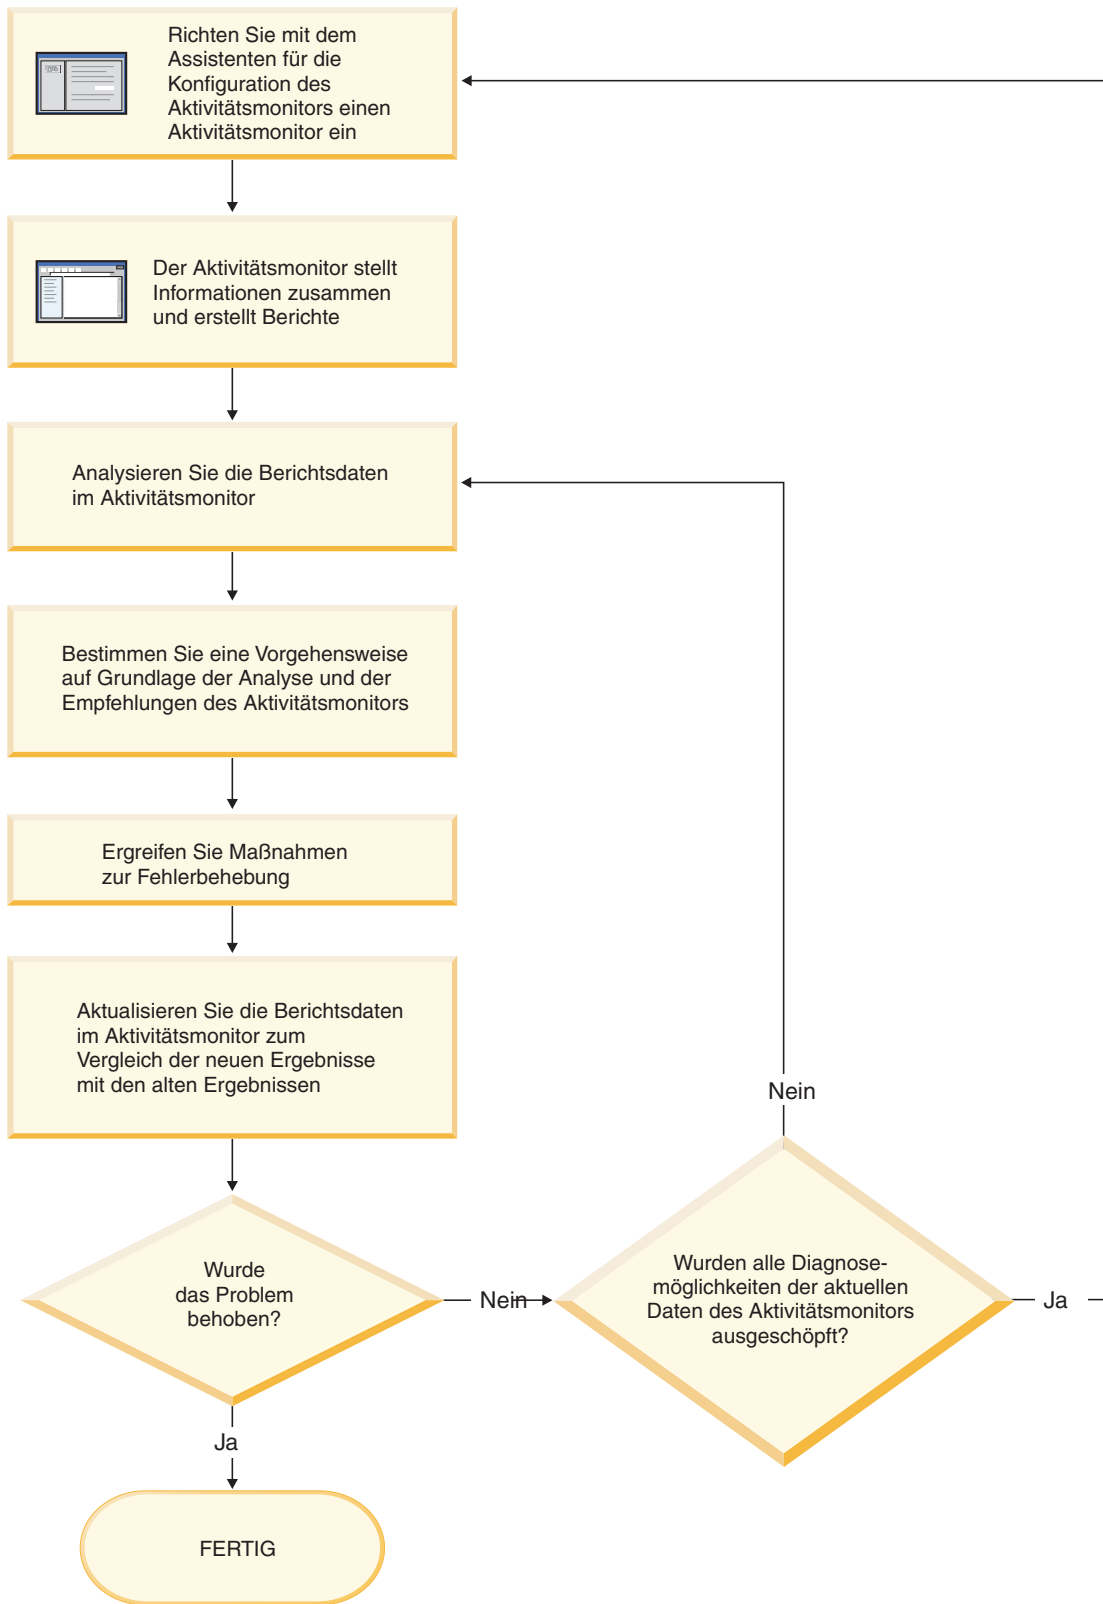 Richten Sie mit dem
Assistenten für die
Konfiguration des
Aktivitätsmonitors einen
Aktivitätsmonitor ein
Der Aktivitätsmonitor stellt
Informationen zusammen
und erstellt Berichte
Analysieren Sie die Berichtsdaten
im Aktivitätsmonitor
Bestimmen Sie eine Vorgehensweise
auf Grundlage der Analyse und der
Empfehlungen des Aktivitätsmonitors
Ergreifen Sie Maßnahmen
zur Fehlerbehebung
Aktualisieren Sie die Berichtsdaten
im Aktivitätsmonitor zum
Vergleich der neuen Ergebnisse
mit den alten Ergebnissen
Wurde
das Problem
behoben?
Nein
Wurden alle Diagnose-
möglichkeiten der aktuellen
Daten des Aktivitätsmonitors
ausgeschöpft?
Nein
Ja
Ja
FERTIG